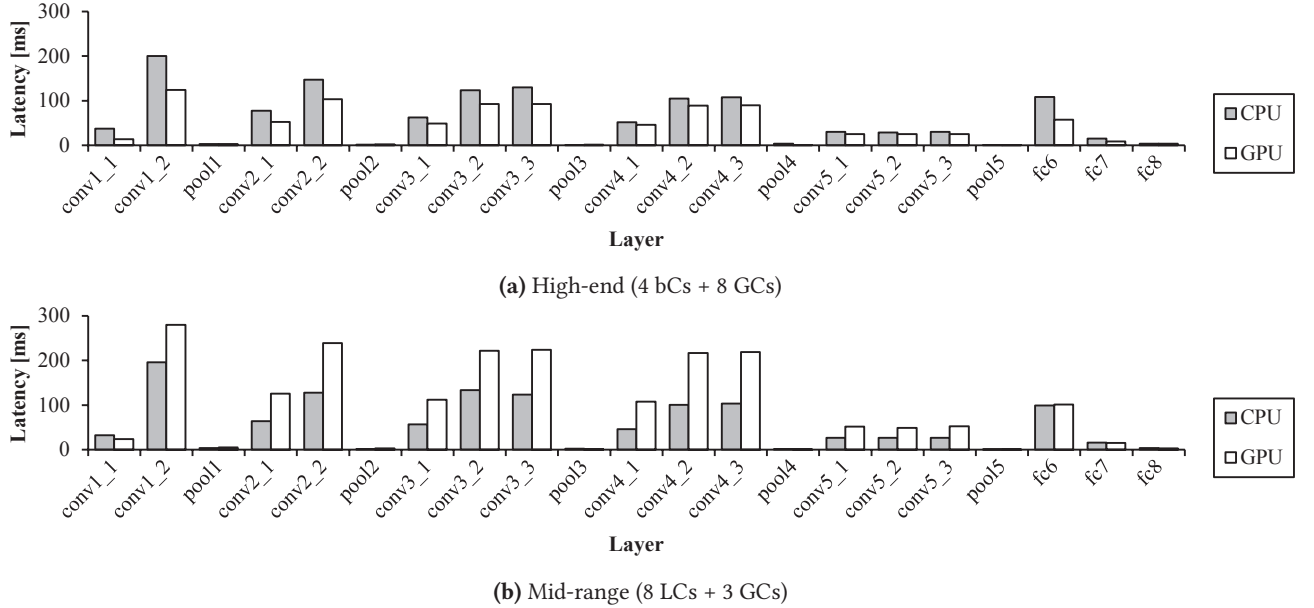 300
200
100
0
Latency [ms]
conv1_1 conv1_2 pool1 conv2_1 conv2_2 pool2 conv3_1 conv3_2 conv3_3 pool3 conv4_1 conv4_2 conv4_3 pool4 conv5_1 conv5_2 conv5_3 pool5 fc6 fc7 fc8
Layer
CPU
GPU
(a) High-end (4 bCs + 8 GCs)
300
200
100
0
Latency [ms]
conv1_1 conv1_2 pool1 conv2_1 conv2_2 pool2 conv3_1 conv3_2 conv3_3 pool3 conv4_1 conv4_2 conv4_3 pool4 conv5_1 conv5_2 conv5_3 pool5 fc6 fc7 fc8
Layer
CPU
GPU
(b) Mid-range (8 LCs + 3 GCs)